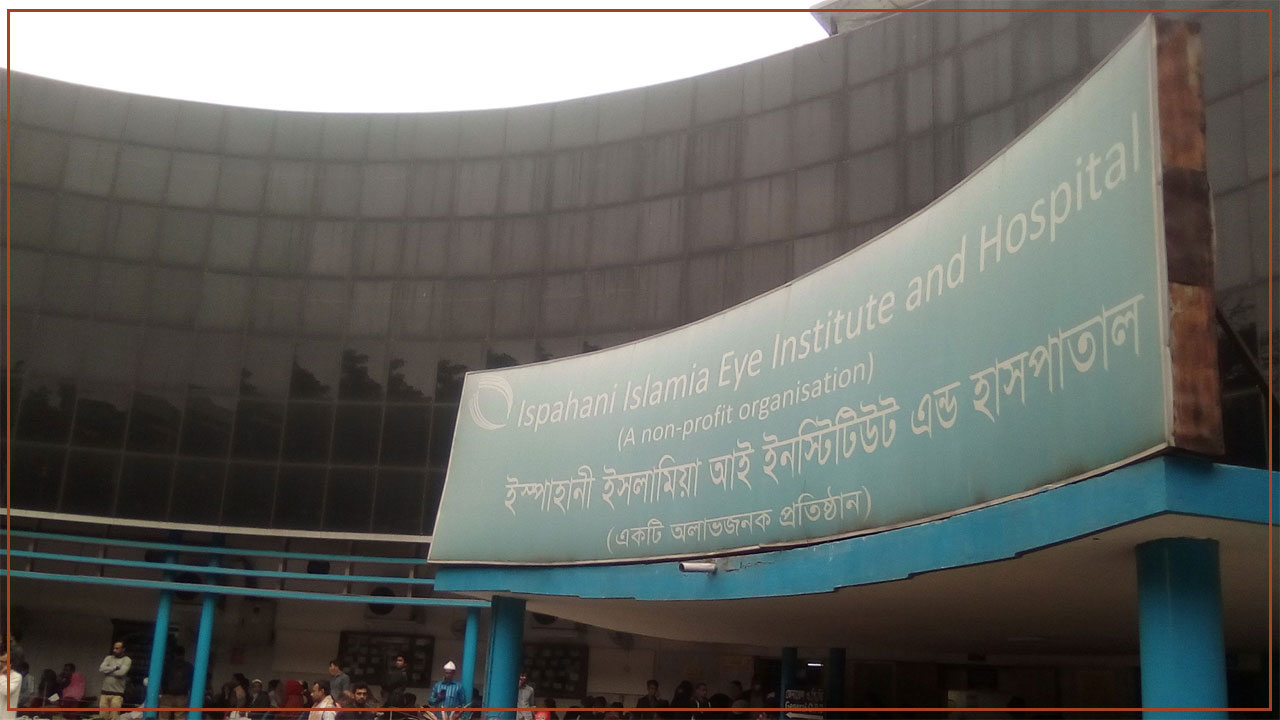 Ispahani Islamia Eye Institute and Hospital
(A non-profit organisation)
ইস্পাহানী ইসলামিয়া আই ইনস্টিটিউট এন্ড হাসপাতাল
(একটি অলাভজনক প্রতিষ্ঠান)
General